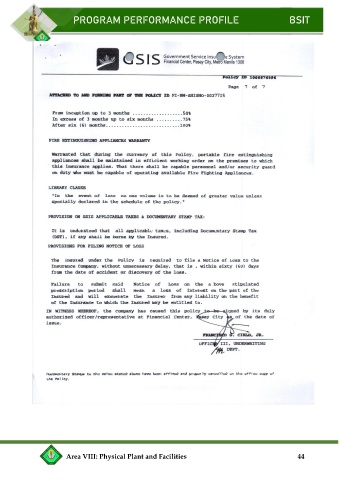 PROGRAM PERFORMANCE PROFILE BSIT
GSIS Government Service Insurance System
Financial Center, Pasay City, Metro Manila 1308
Policy ID
Page 7 of 7
ATTACHED TO AND FORMING PART OF THE POLICY ID
From inception up to 3 months ...................50%
In excess of 3 months up to six months ..........75%
After six (6) months............................100%
FIRE EXTINGUISHING APPLIANCES WARRANTY
Warranted that during the currency of this Policy, portable fire extinguishing
appliances shall be maintained in efficient working order on the premises to which
this insurance applies. That there shall be capable personnel and/or security guard
on duty who must be capable of operating available Fire Fighting Appliances.
LIBRARY CLAUSE
"In the event of loss no one volume is to be deemed of greater value unless
specially declared in the schedule of the policy."
PROVISION ON GSIS APPLICABLE TAXES & DOCUMENTARY STAMP TAX:
It is understood that all applicable taxes, including Documentary Stamp Tax
(DST), if any shall be borne by the Insured.
PROVISIONS FOR FILING NOTICE OF LOSS
The insured under the Policy is required to file a Notice of Loss to the
Insurance Company, without unnecessary delay, that is, within sixty (60) days
from the date of accident or discovery of the loss.
Failure to submit said Notice of Loss on the above stipulated
prescription period shall mean a loss of interest on the part of the
Insured and will exonerate the Insurer from any liability on the benefit
of the Insurance to which the Insured may be entitled to.
IN WITNESS WHEREOF, the company has caused this policy to be signed by its duly
authorized officer/representative at Financial Center, Pasay City as of the date of
issue.
FRANCISCO JR.
OFFICER III, UNDERWRITING
DEPT.
Documentary Stamps to the value stated above have been affixed and properly cancelled on the office copy of
the Policy.
Area VIII: Physical Plant and Facilities 44